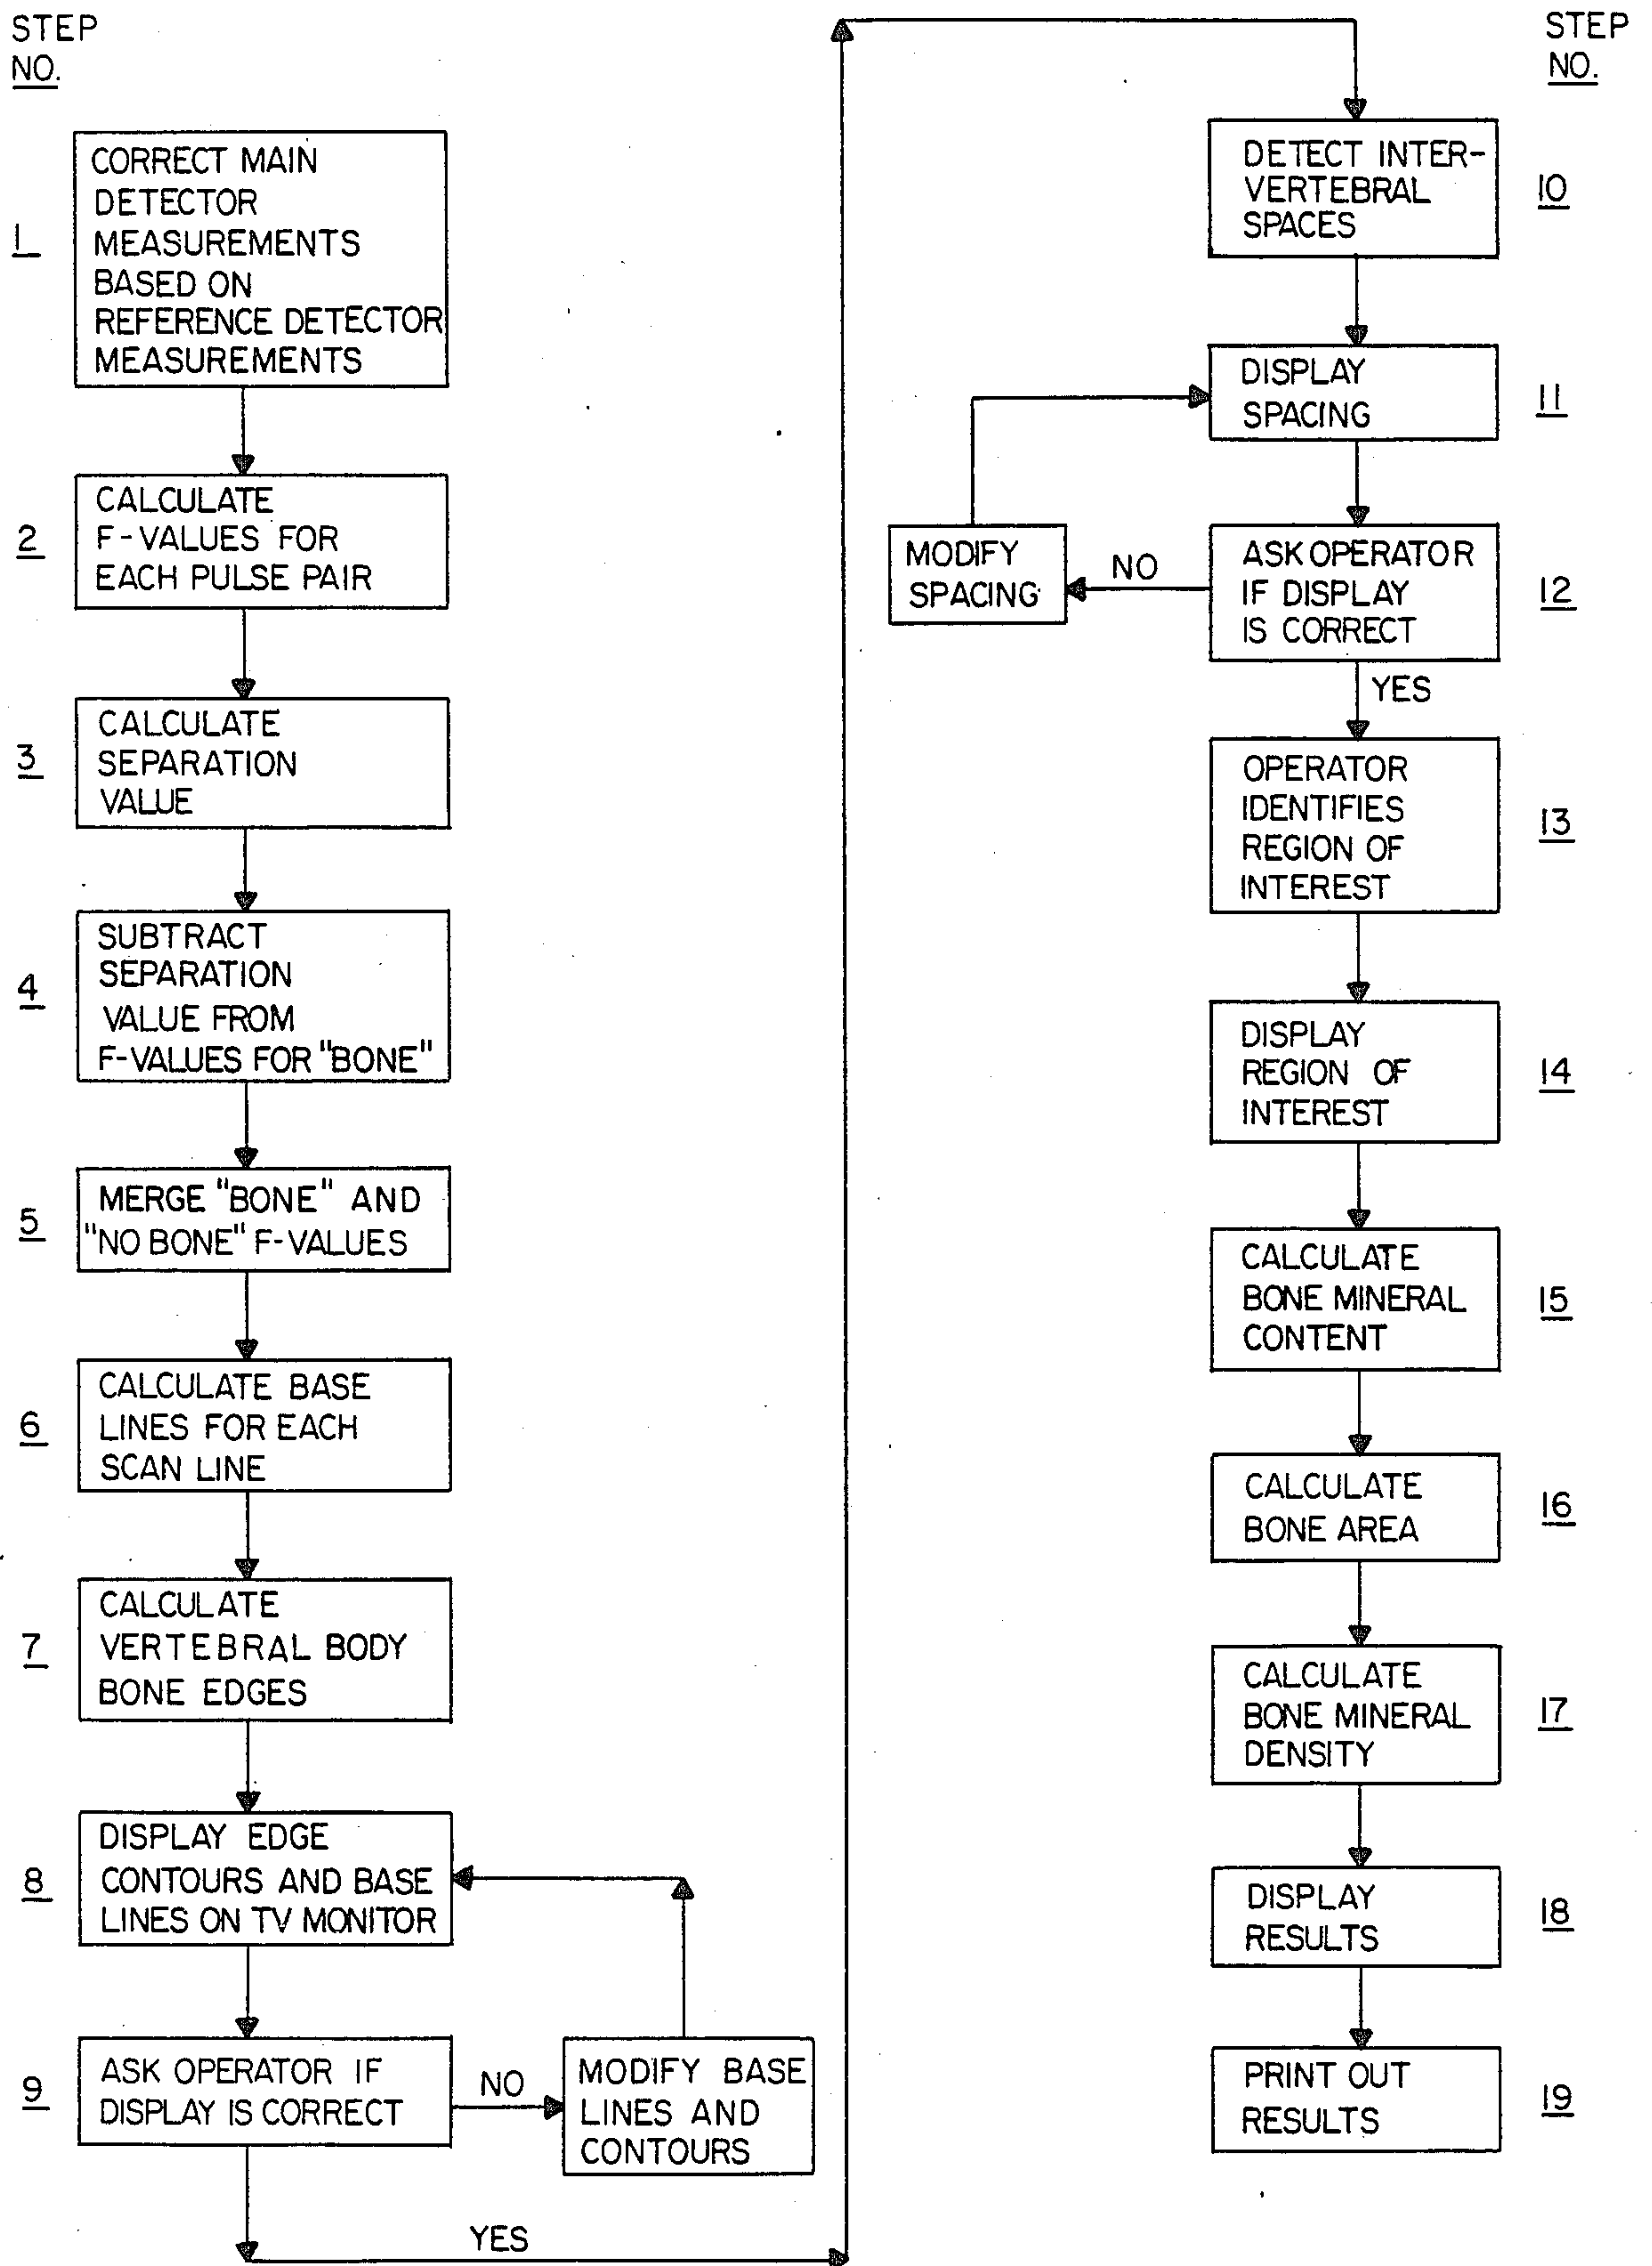 STEP
NO.
1
CORRECT MAIN
DETECTOR
MEASUREMENTS
BASED ON
REFERENCE DETECTOR
MEASUREMENTS
2
CALCULATE
F-VALUES FOR
EACH PULSE PAIR
3
CALCULATE
SEPARATION
VALUE
4
SUBTRACT
SEPARATION
VALUE FROM
F-VALUES FOR "BONE"
5
MERGE "BONE" AND
"NO BONE" F-VALUES
6
CALCULATE BASE
LINES FOR EACH
SCAN LINE
7
CALCULATE
VERTEBRAL BODY
BONE EDGES
8
DISPLAY EDGE
CONTOURS AND BASE
LINES ON TV MONITOR
9
ASK OPERATOR IF
DISPLAY IS CORRECT
NO
MODIFY BASE
LINES AND
CONTOURS
YES
STEP
NO.
DETECT INTER-
VERTEBRAL
SPACES
10
DISPLAY
SPACING
11
MODIFY
SPACING
NO
ASK OPERATOR
IF DISPLAY
IS CORRECT
12
YES
OPERATOR
IDENTIFIES
REGION OF
INTEREST
13
DISPLAY
REGION OF
INTEREST
14
CALCULATE
BONE MINERAL
CONTENT
15
CALCULATE
BONE AREA
16
CALCULATE
BONE MINERAL
DENSITY
17
DISPLAY
RESULTS
18
PRINT OUT
RESULTS
19